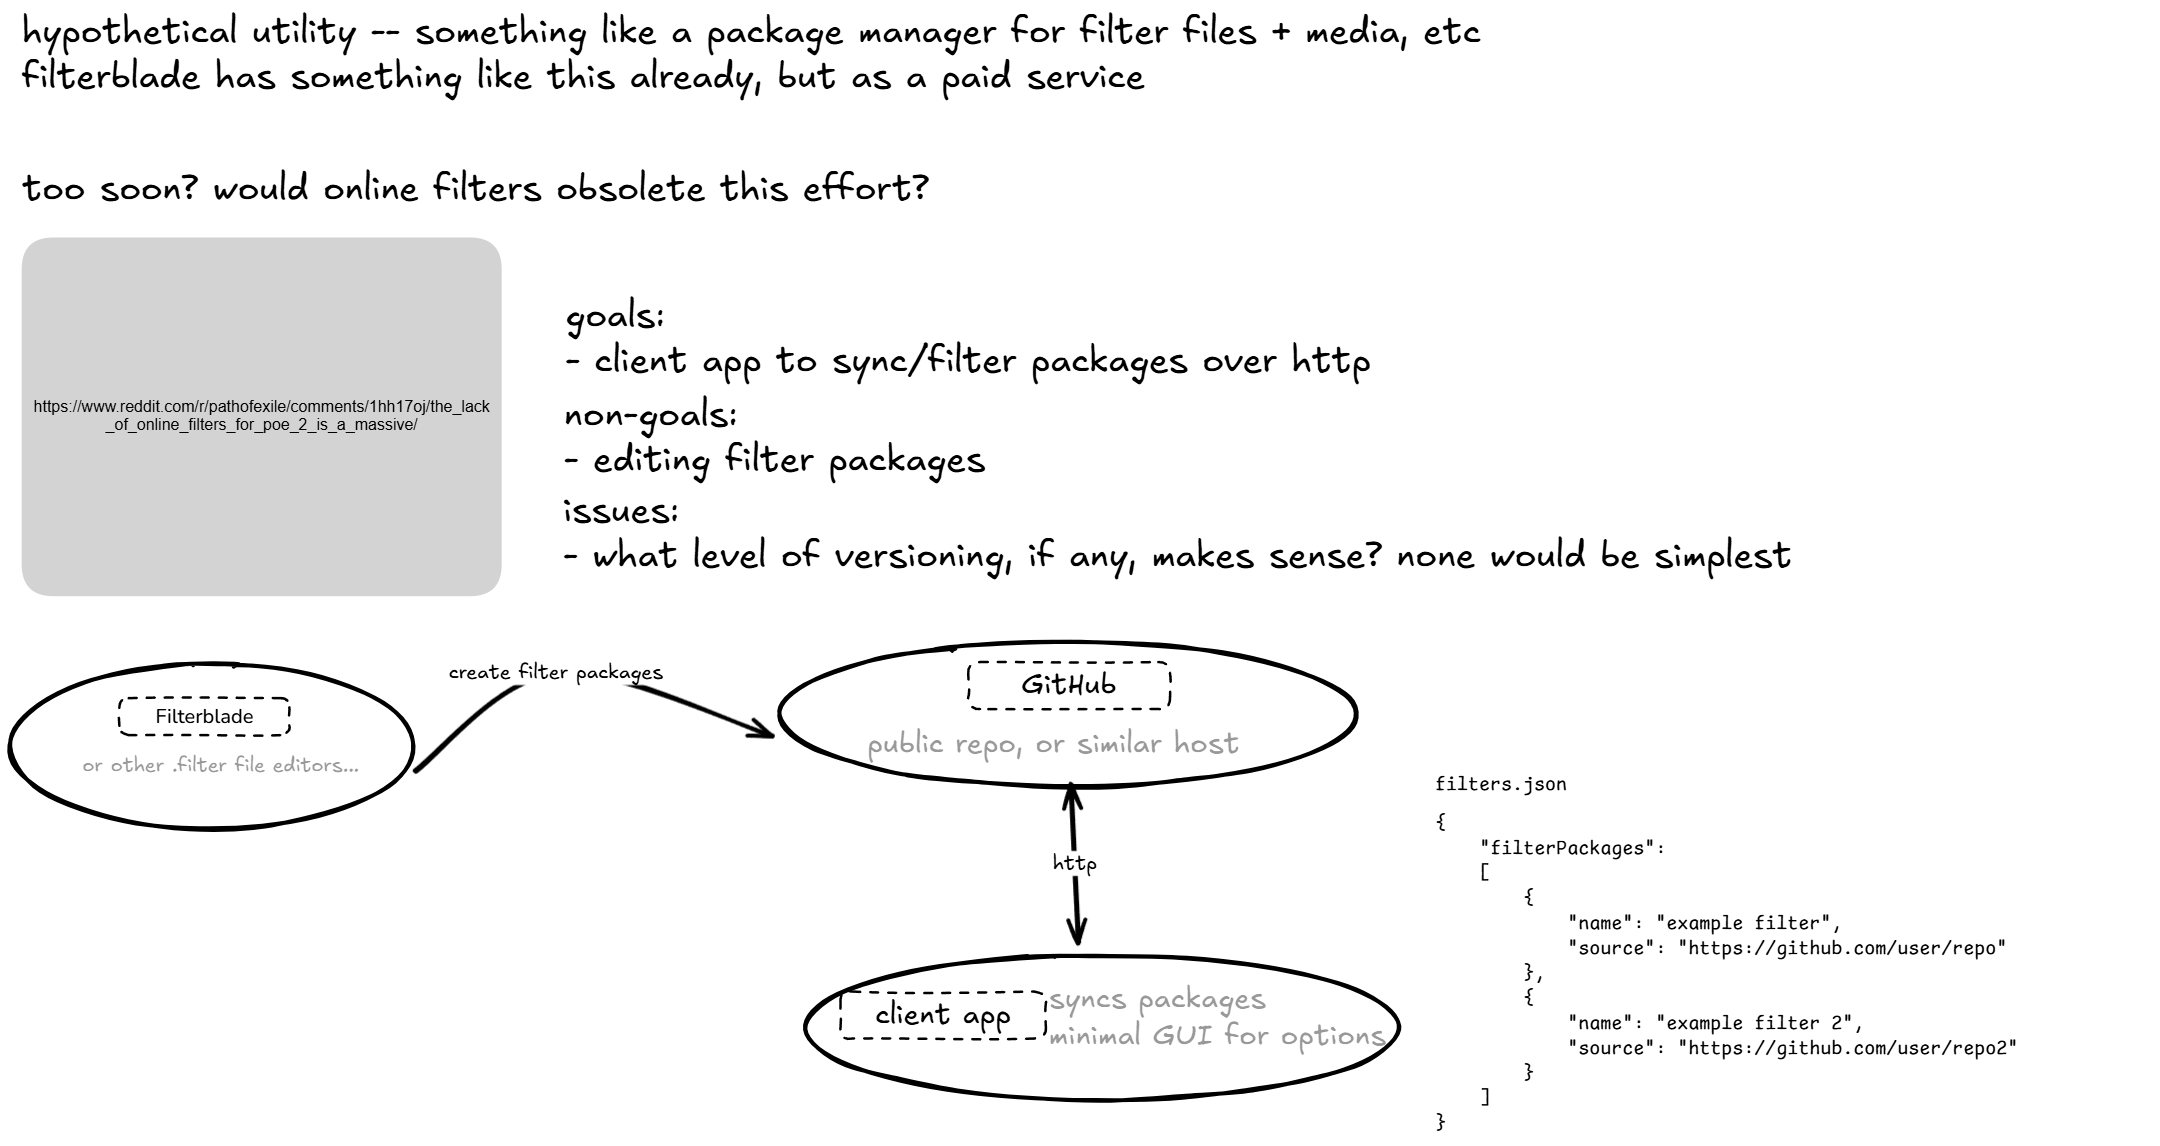 hypothetical utility -- something like a package manager for filter files + media, etc
filterblade has something like this already, but as a paid service
too soon? would online filters obsolete this effort?
https://www.reddit.com/r/pathofexile/comments/1hh17oj/the_lack
_of_online_filters_for_poe_2_is_a_massive/
goals:
- client app to sync/filter packages over http
non-goals:
- editing filter packages
issues:
- what level of versioning, if any, makes sense? none would be simplest
Filterblade
or other .filter file editors...
create filter packages
GitHub
public repo, or similar host
http
client app
syncs packages
minimal GUI for options
filters.json
{
    "filterPackages":
    [
        {
            "name": "example filter",
            "source": "https://github.com/user/repo"
        },
        {
            "name": "example filter 2",
            "source": "https://github.com/user/repo2"
        }
    ]
}